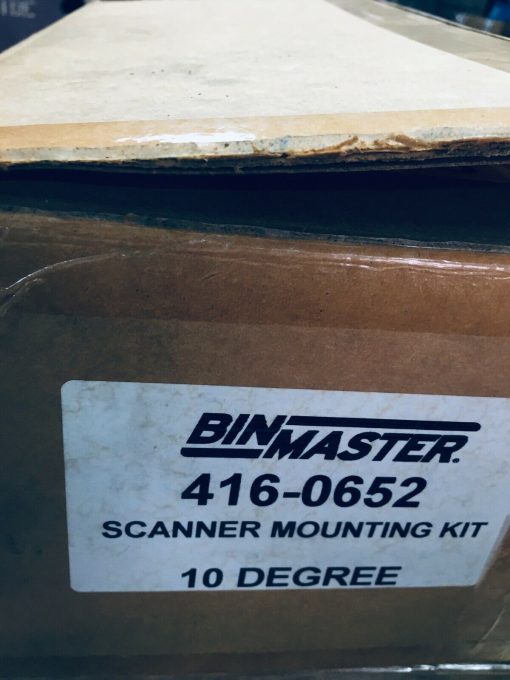 BINMASTER.
416-0652
SCANNER MOUNTING KIT
10 DEGREE